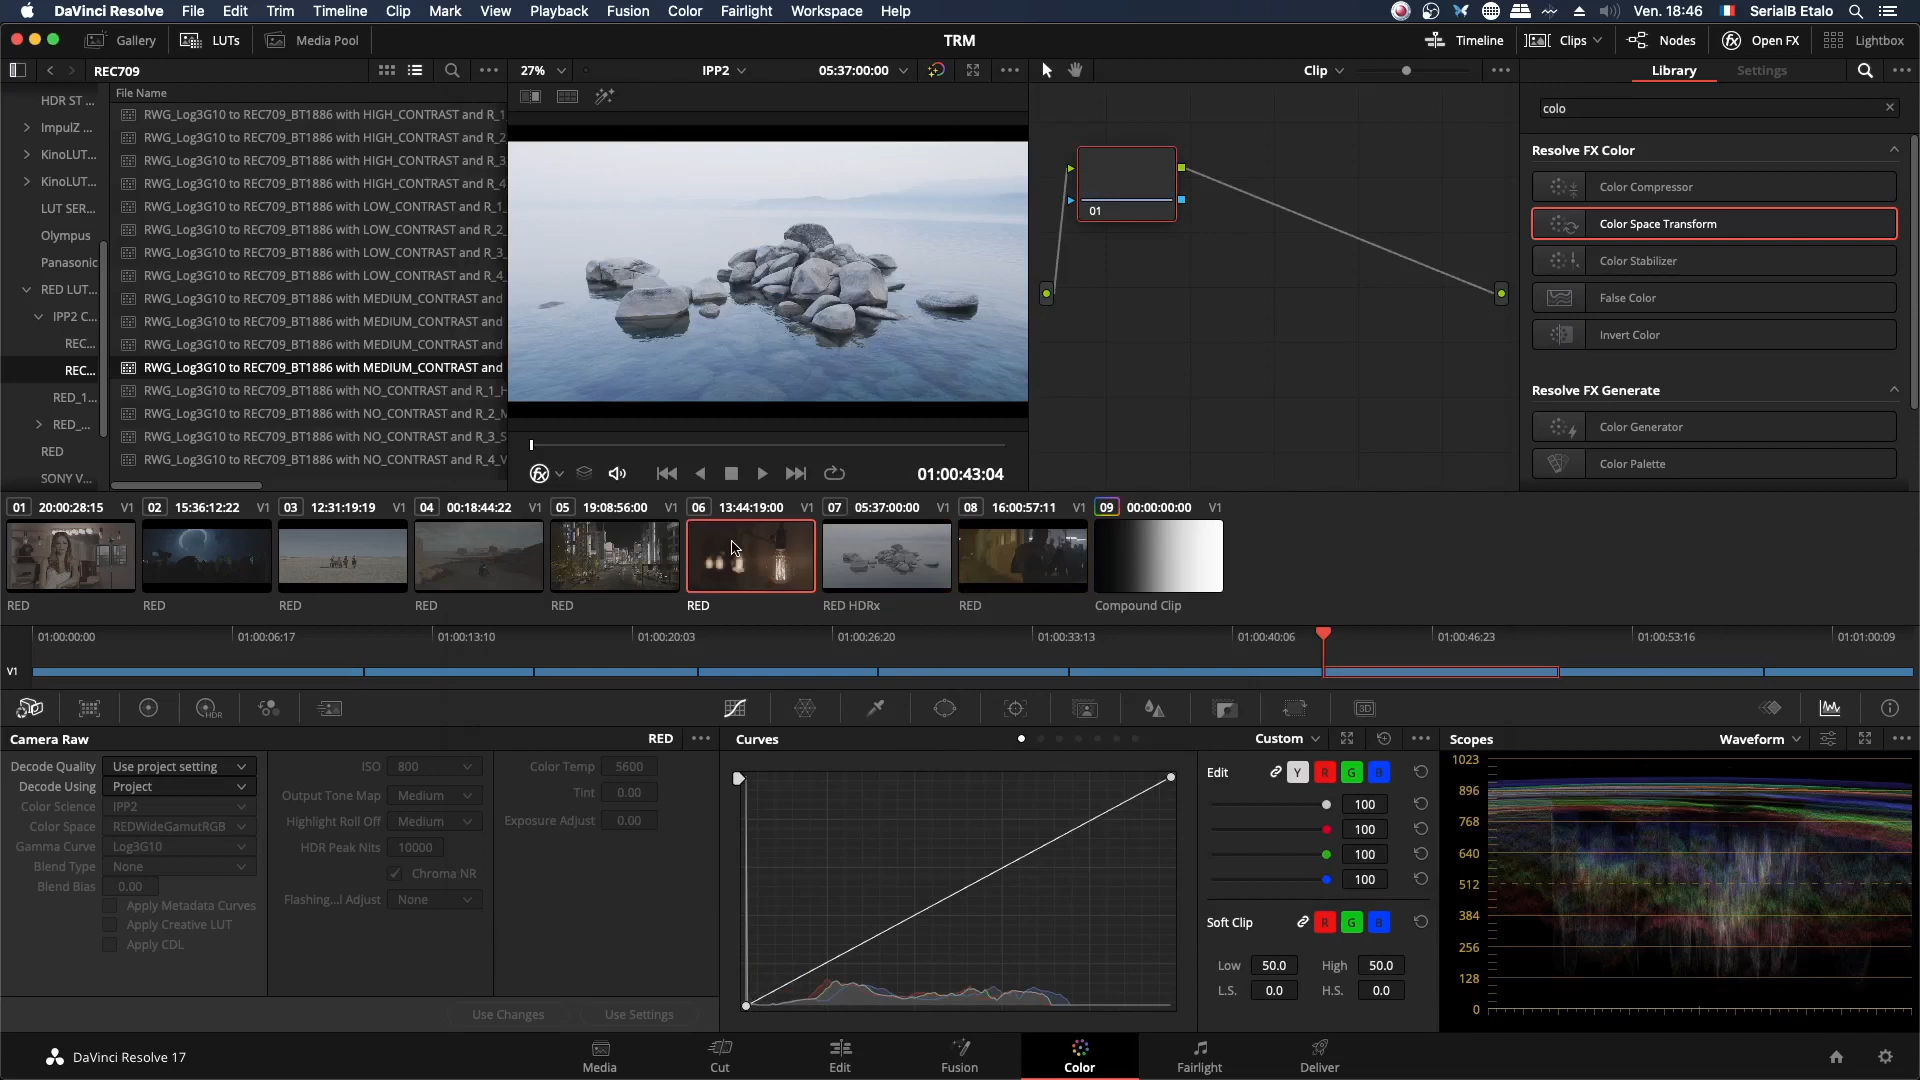 DaVinci Resolve File Edit Trim Timeline Clip Mark View Playback Fusion Color Fairlight Workspace Help Ven. 18:46 SerialB Etalo
Gallery LUTs Media Pool TRM Timeline Clips Nodes Open FX Lightbox
REC709 27% IPP2 05:37:00:00 Clip Library Settings
File Name
colo
HDR ST ...
ImpulZ ...
KinoLUT...
KinoLUT...
LUT SER...
Olympus
Panasonic
RED LUT...
IPP2 C...
REC...
REC...
RED_1...
RED_...
RED
SONY V...
RWG_Log3G10 to REC709_BT1886 with HIGH_CONTRAST and R_1
RWG_Log3G10 to REC709_BT1886 with HIGH_CONTRAST and R_2
RWG_Log3G10 to REC709_BT1886 with HIGH_CONTRAST and R_3
RWG_Log3G10 to REC709_BT1886 with HIGH_CONTRAST and R_4
RWG_Log3G10 to REC709_BT1886 with LOW_CONTRAST and R_1_
RWG_Log3G10 to REC709_BT1886 with LOW_CONTRAST and R_2_
RWG_Log3G10 to REC709_BT1886 with LOW_CONTRAST and R_3_
RWG_Log3G10 to REC709_BT1886 with LOW_CONTRAST and R_4_
RWG_Log3G10 to REC709_BT1886 with MEDIUM_CONTRAST and
RWG_Log3G10 to REC709_BT1886 with MEDIUM_CONTRAST and
RWG_Log3G10 to REC709_BT1886 with MEDIUM_CONTRAST and
RWG_Log3G10 to REC709_BT1886 with MEDIUM_CONTRAST and
RWG_Log3G10 to REC709_BT1886 with NO_CONTRAST and R_1_H
RWG_Log3G10 to REC709_BT1886 with NO_CONTRAST and R_2_M
RWG_Log3G10 to REC709_BT1886 with NO_CONTRAST and R_3_S
RWG_Log3G10 to REC709_BT1886 with NO_CONTRAST and R_4_V
01:00:43:04
01
Resolve FX Color
Color Compressor
Color Space Transform
Color Stabilizer
False Color
Invert Color
Resolve FX Generate
Color Generator
Color Palette
01 20:00:28:15 V1 02 15:36:12:22 V1 03 12:31:19:19 V1 04 00:18:44:22 V1 05 19:08:56:00 V1 06 13:44:19:00 V1 07 05:37:00:00 V1 08 16:00:57:11 V1 09 00:00:00:00 V1
RED RED RED RED RED RED RED HDRx RED Compound Clip
01:00:00:00 01:00:06:17 01:00:13:10 01:00:20:03 01:00:26:20 01:00:33:13 01:00:40:06 01:00:46:23 01:00:53:16 01:01:00:09
V1
HDR 3D
Camera Raw RED
Decode Quality Use project setting
Decode Using Project
Color Science IPP2
Color Space REDWideGamutRGB
Gamma Curve Log3G10
Blend Type None
Blend Bias 0.00
Apply Metadata Curves
Apply Creative LUT
Apply CDL
ISO 800
Output Tone Map Medium
Highlight Roll Off Medium
HDR Peak Nits 10000
Chroma NR
Flashing...l Adjust None
Color Temp 5600
Tint 0.00
Exposure Adjust 0.00
Use Changes Use Settings
Curves Custom
Edit Y R G B
100
100
100
100
Soft Clip R G B
Low 50.0 High 50.0
L.S. 0.0 H.S. 0.0
Scopes Waveform
1023
896
768
640
512
384
256
128
0
DaVinci Resolve 17 Media Cut Edit Fusion Color Fairlight Deliver